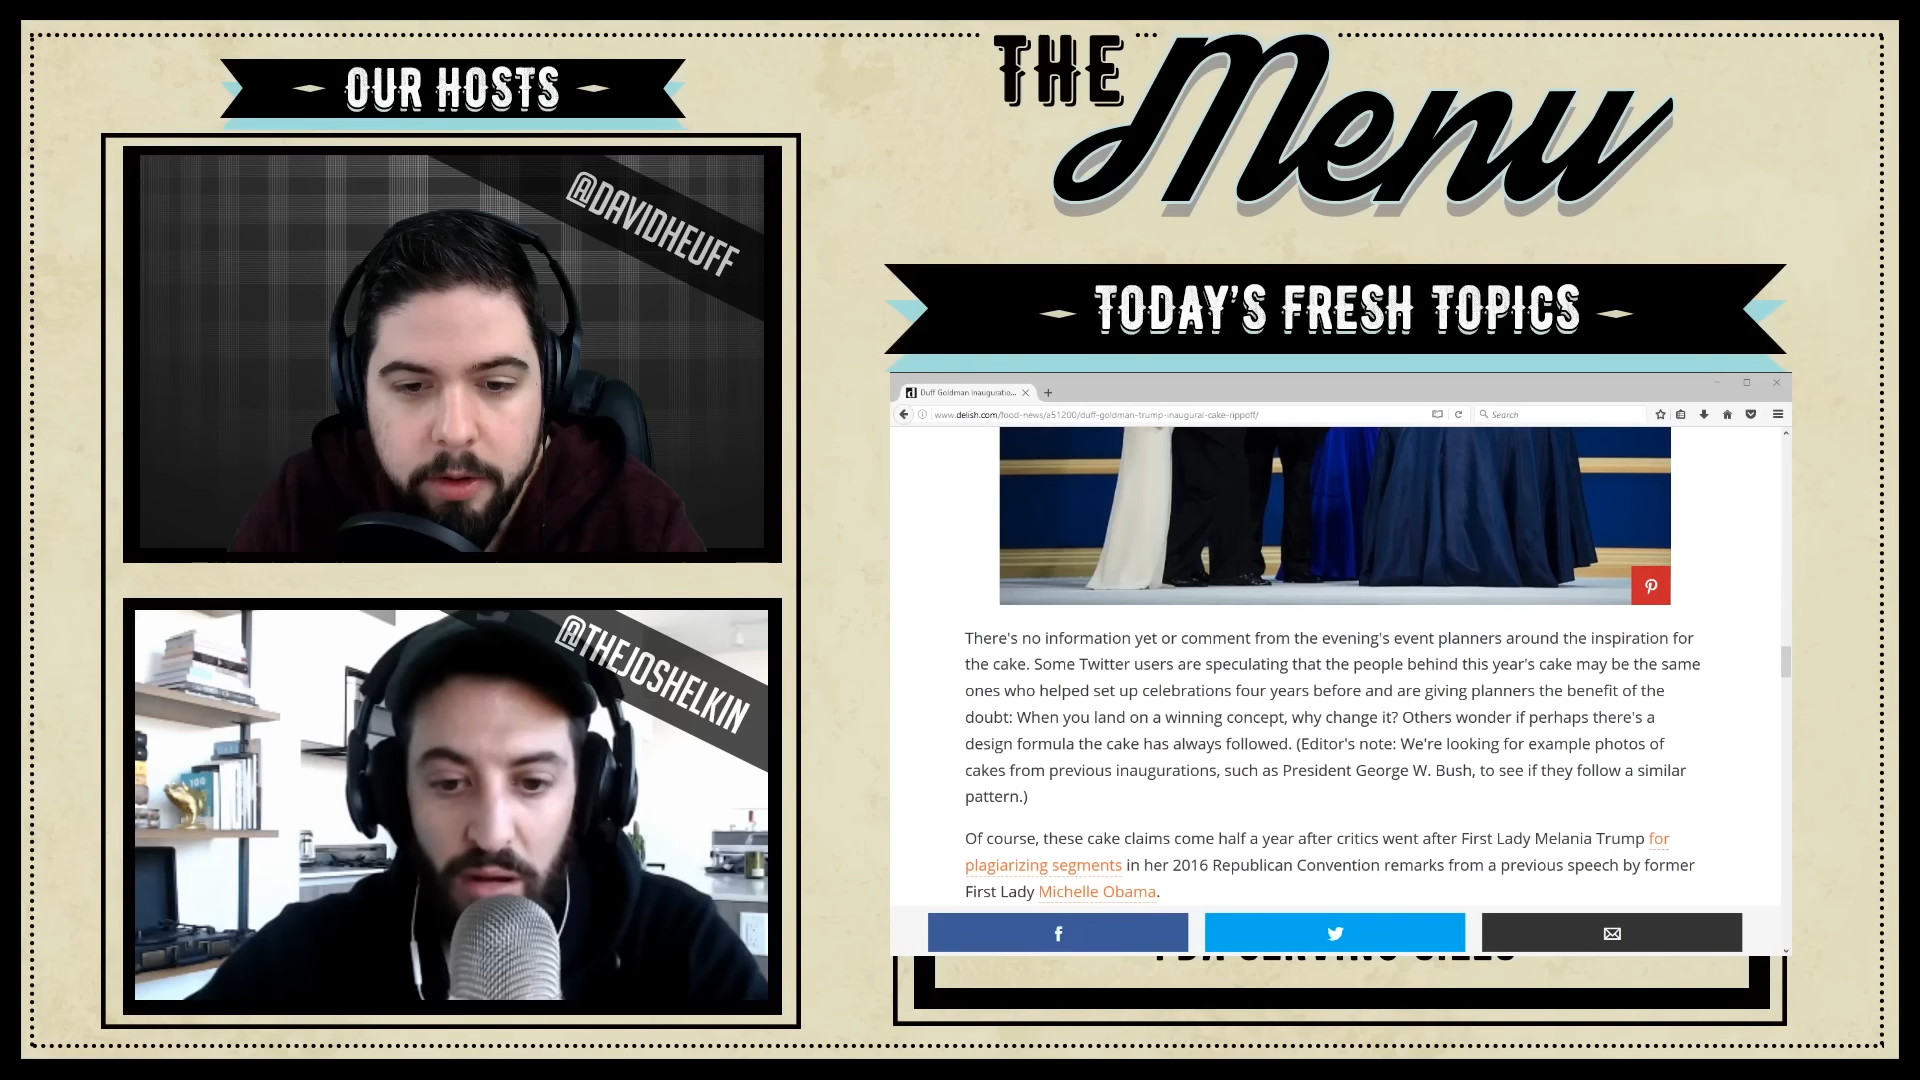 OUR HOSTS
@DAVIDHEUFF
@THEJOSHELKIN
THE Menu
TODAY'S FRESH TOPICS
Duff Goldman Inauguratio...
www.delish.com/food-news/a51200/duff-goldman-trump-inaugural-cake-rippoff/
Search
There's no information yet or comment from the evening's event planners around the inspiration for
the cake. Some Twitter users are speculating that the people behind this year's cake may be the same
ones who helped set up celebrations four years before and are giving planners the benefit of the
doubt: When you land on a winning concept, why change it? Others wonder if perhaps there's a
design formula the cake has always followed. (Editor's note: We're looking for example photos of
cakes from previous inaugurations, such as President George W. Bush, to see if they follow a similar
pattern.)
Of course, these cake claims come half a year after critics went after First Lady Melania Trump for
plagiarizing segments in her 2016 Republican Convention remarks from a previous speech by former
First Lady Michelle Obama.